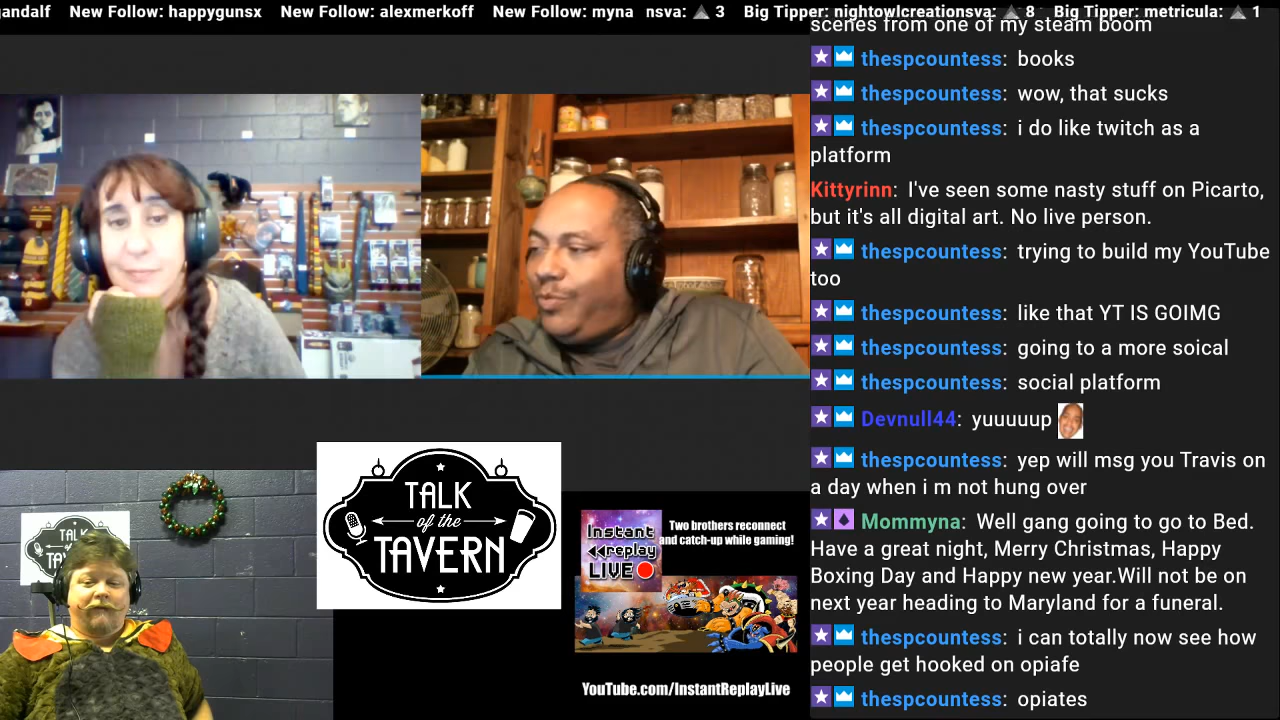 gandalf New Follow: happygunsx New Follow: alexmerkoff New Follow: myna nsva: 3 Big Tipper: nightowlcreationsva: 8 Big Tipper: metricula: 1
scenes from one of my steam boom
thespcountess: books
thespcountess: wow, that sucks
thespcountess: i do like twitch as a
platform
Kittyrinn: I've seen some nasty stuff on Picarto,
but it's all digital art. No live person.
thespcountess: trying to build my YouTube
too
thespcountess: like that YT IS GOIMG
thespcountess: going to a more soical
thespcountess: social platform
Devnull44: yuuuuup
thespcountess: yep will msg you Travis on
a day when i m not hung over
Mommyna: Well gang going to go to Bed.
Have a great night, Merry Christmas, Happy
Boxing Day and Happy new year.Will not be on
next year heading to Maryland for a funeral.
thespcountess: i can totally now see how
people get hooked on opiafe
thespcountess: opiates
TALK
of the
TAVERN
TALK
of the
Instant
replay
LIVE
Two brothers reconnect
and catch-up while gaming!
YouTube.com/InstantReplayLive